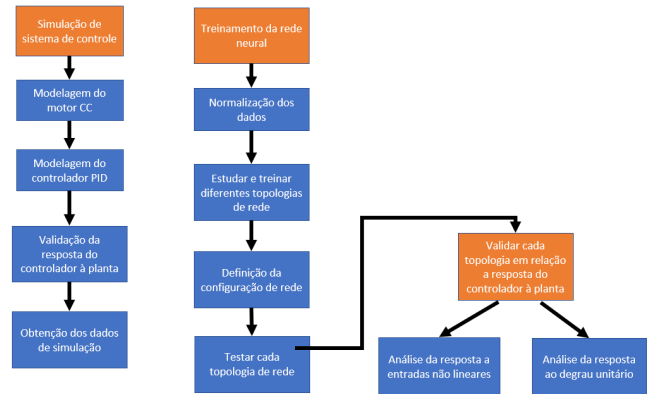 Simulação de
sistema de controle
Modelagem do
motor CC
Modelagem do
controlador PID
Validação da
resposta do
controlador à planta
Obtenção dos dados
de simulação
Treinamento da rede
neural
Normalização dos
dados
Estudar e treinar
diferentes topologias
de rede
Definição da
configuração de rede
Testar cada
topologia de rede
Validar cada
topologia em relação
a resposta do
controlador à planta
Análise da resposta a
entradas não lineares
Análise da resposta
ao degrau unitário